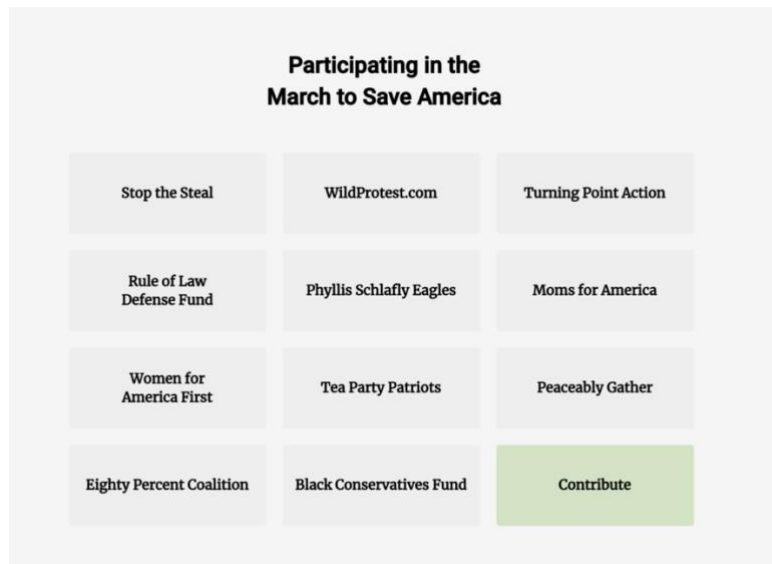 Participating in the
March to Save America
Stop the Steal
WildProtest.com
Turning Point Action
Rule of Law
Defense Fund
Phyllis Schlafly Eagles
Moms for America
Women for
America First
Tea Party Patriots
Peaceably Gather
Eighty Percent Coalition
Black Conservatives Fund
Contribute